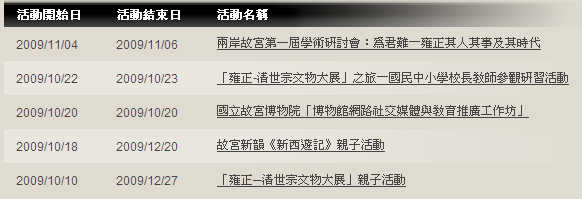 活動開始日 活動結束日 活動名稱
2009/11/04 2009/11/06 兩岸故宮第一屆學術研討會：為君難─雍正其人其事及其時代
2009/10/22 2009/10/23 「雍正-清世宗文物大展」之旅─國民中小學校長教師參觀研習活動
2009/10/20 2009/10/20 國立故宮博物院「博物館網路社交媒體與教育推廣工作坊」
2009/10/18 2009/12/20 故宮新韻《新西遊記》親子活動
2009/10/10 2009/12/27 「雍正─清世宗文物大展」親子活動